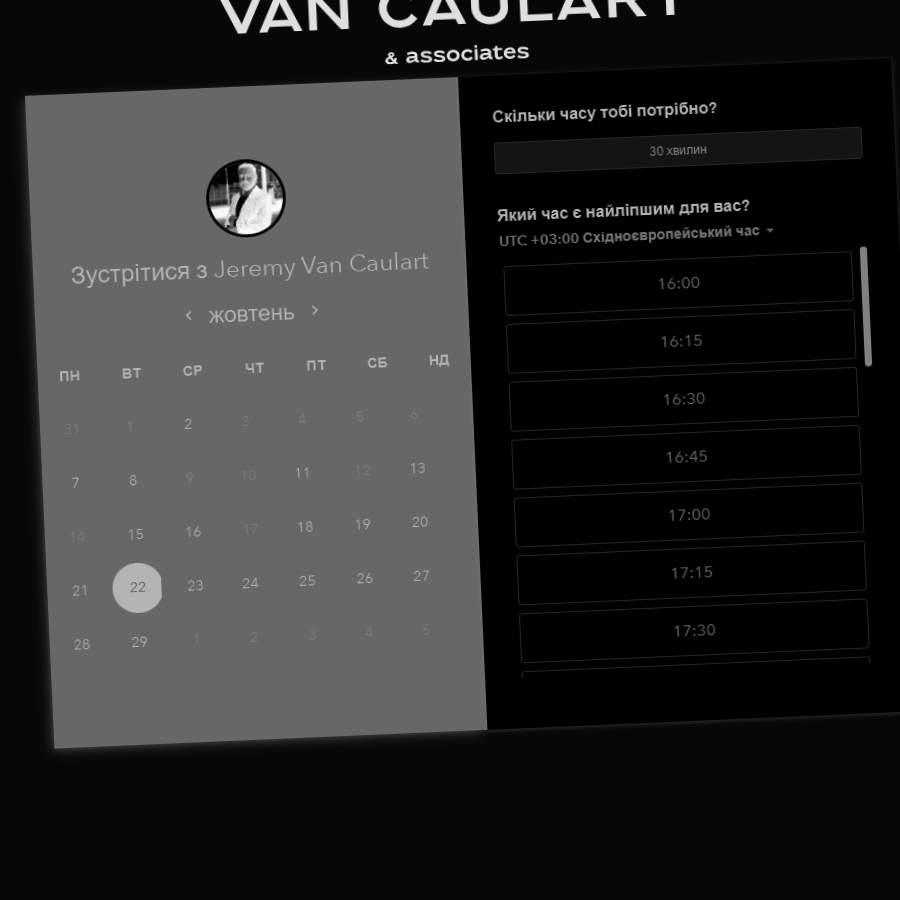 VAN CAULART
& associates
Зустрітися з Jeremy Van Caulart
жовтень
ПН ВТ СР ЧТ ПТ СБ НД
31 1 2 3 4 5 6
7 8 9 10 11 12 13
14 15 16 17 18 19 20
21 22 23 24 25 26 27
28 29 1 2 3 4 5
Скільки часу тобі потрібно?
30 хвилин
Який час є найліпшим для вас?
UTC +03:00 Східноєвропейський час
16:00
16:15
16:30
16:45
17:00
17:15
17:30